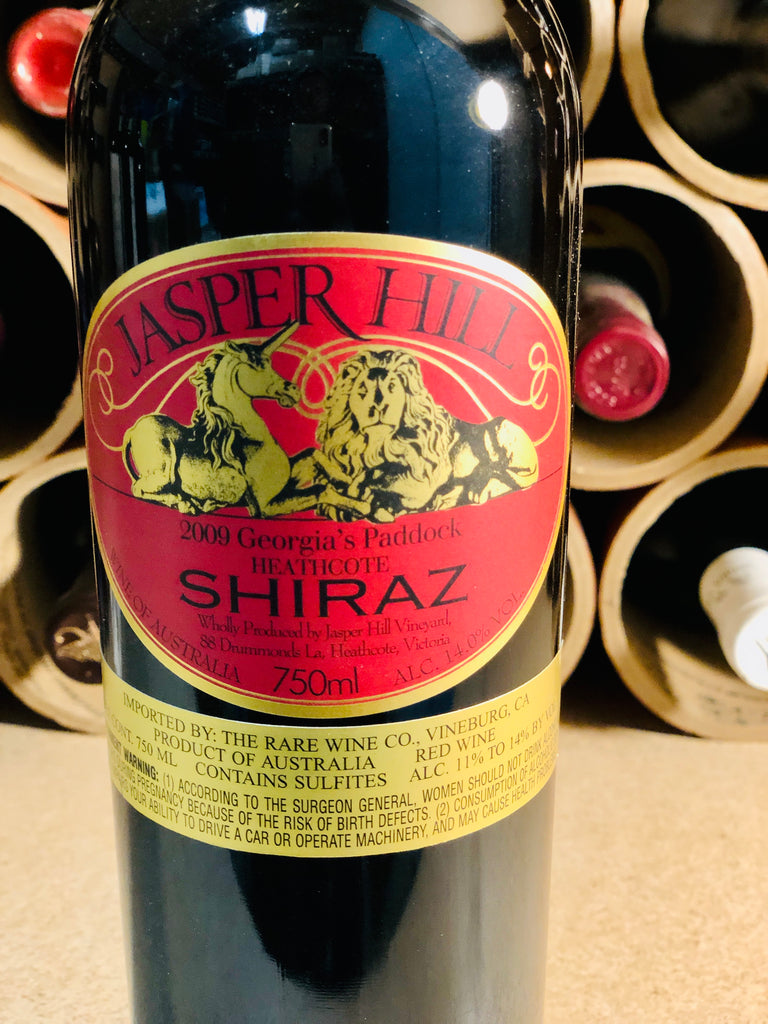 JASPER HILL
2009 Georgia's Paddock
HEATHCOTE
SHIRAZ
Wholly Produced by Jasper Hill Vineyard,
88 Drummonds La, Heathcote, Victoria
WINE OF AUSTRALIA 750ml ALC. 14.0% VOL
IMPORTED BY: THE RARE WINE CO., VINEBURG, CA
PRODUCT OF AUSTRALIA RED WINE
CONT. 750 ML CONTAINS SULFITES ALC. 11% TO 14% BY
WARNING: (1) ACCORDING TO THE SURGEON GENERAL, WOMEN SHOULD NOT DRINK
PREGNANCY BECAUSE OF THE RISK OF BIRTH DEFECTS. (2) CONSUMPTION OF
YOUR ABILITY TO DRIVE A CAR OR OPERATE MACHINERY, AND MAY CAUSE HEALTH